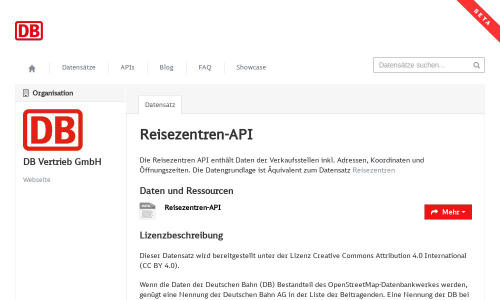 BETA
DB
Datensätze
APIs
Blog
FAQ
Showcase
Datensätze suchen...
Organisation
DB
DB Vertrieb GmbH
Webseite
Datensatz
Reisezentren-API
Die Reisezentren API enthält Daten der Verkaufsstellen inkl. Adressen, Koordinaten und
Öffnungszeiten. Die Datengrundlage ist Äquivalent zum Datensatz Reisezentren
Daten und Ressourcen
Reisezentren-API
Mehr
Lizenzbeschreibung
Dieser Datensatz wird bereitgestellt unter der Lizenz Creative Commons Attribution 4.0 International
(CC BY 4.0).
Wenn die Daten der Deutschen Bahn (DB) Bestandteil des OpenStreetMap-Datenbankwerkes werden,
genügt eine Nennung der Deutschen Bahn AG in der Liste der Beitragenden. Eine Nennung der DB bei